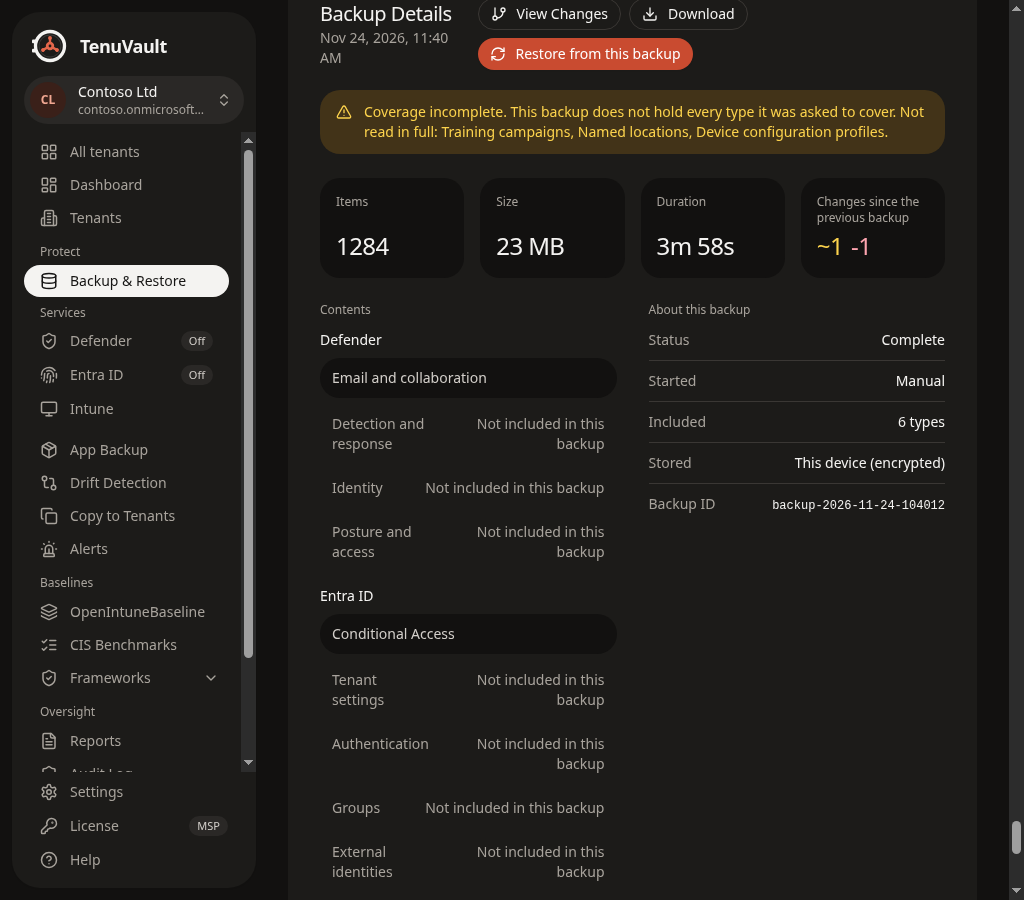 TenuVault
CL
Contoso Ltd
contoso.onmicrosoft...
All tenants
Dashboard
Tenants
Protect
Backup & Restore
Services
Defender
Off
Entra ID
Off
Intune
App Backup
Drift Detection
Copy to Tenants
Alerts
Baselines
OpenIntuneBaseline
CIS Benchmarks
Frameworks
Oversight
Reports
Audit Log
Settings
License
MSP
Help
Backup Details
Nov 24, 2026, 11:40
AM
View Changes
Download
Restore from this backup
Coverage incomplete. This backup does not hold every type it was asked to cover. Not
read in full: Training campaigns, Named locations, Device configuration profiles.
Items
1284
Size
23 MB
Duration
3m 58s
Changes since the
previous backup
~1 -1
Contents
Defender
Email and collaboration
Detection and
response
Not included in this
backup
Identity
Not included in this backup
Posture and
access
Not included in this
backup
Entra ID
Conditional Access
Tenant
settings
Not included in this
backup
Authentication
Not included in this
backup
Groups
Not included in this backup
External
identities
Not included in this
backup
About this backup
Status
Complete
Started
Manual
Included
6 types
Stored
This device (encrypted)
Backup ID
backup-2026-11-24-104012